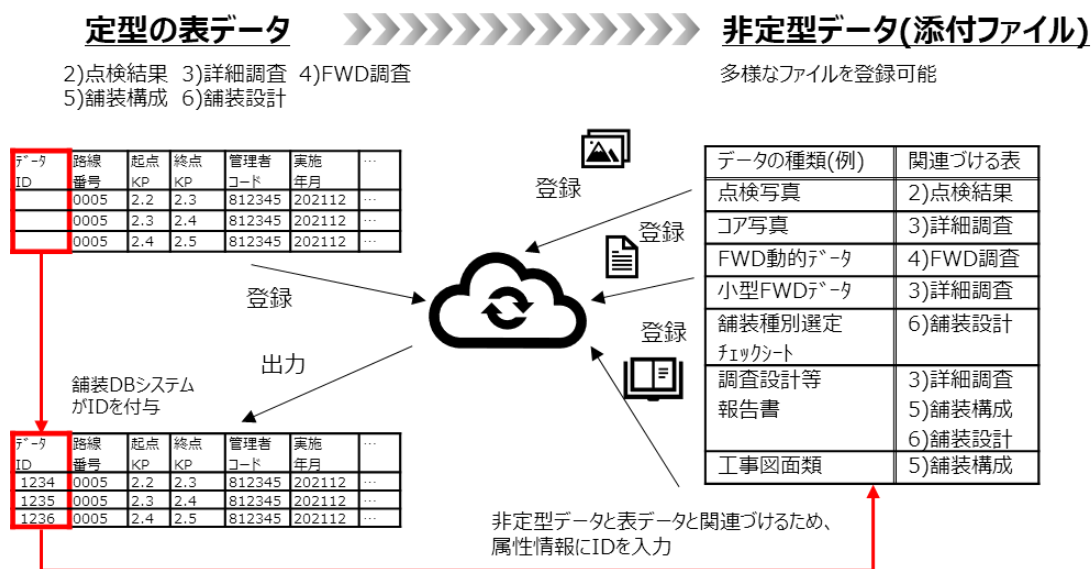 定型の表データ
2)点検結果 3)詳細調査 4)FWD調査
5)舗装構成 6)舗装設計
ﾃﾞｰﾀ 路線 起点 終点 管理者 実施 …
ID 番号 KP KP コード 年月
0005 2.2 2.3 812345 202112 …
0005 2.3 2.4 812345 202112 …
0005 2.4 2.5 812345 202112 …
登録
出力
舗装DBシステム
がIDを付与
ﾃﾞｰﾀ 路線 起点 終点 管理者 実施 …
ID 番号 KP KP コード 年月
1234 0005 2.2 2.3 812345 202112 …
1235 0005 2.3 2.4 812345 202112 …
1236 0005 2.4 2.5 812345 202112 …
非定型データ(添付ファイル)
多様なファイルを登録可能
登録
登録
登録
データの種類(例) 関連づける表
点検写真 2)点検結果
コア写真 3)詳細調査
FWD動的ﾃﾞｰﾀ 4)FWD調査
小型FWDﾃﾞｰﾀ 3)詳細調査
舗装種別選定 6)舗装設計
ﾁｪｯｸｼｰﾄ
調査設計等 3)詳細調査
報告書 5)舗装構成
6)舗装設計
工事図面類 5)舗装構成
非定型データと表データと関連づけるため、
属性情報にIDを入力